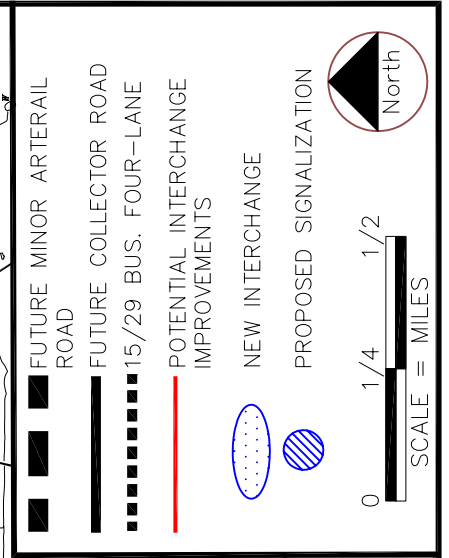 FUTURE MINOR ARTERAIL
ROAD
FUTURE COLLECTOR ROAD
15/29 BUS. FOUR-LANE
POTENTIAL INTERCHANGE
IMPROVEMENTS
NEW INTERCHANGE
PROPOSED SIGNALIZATION
North
0 1/4 1/2
SCALE = MILES